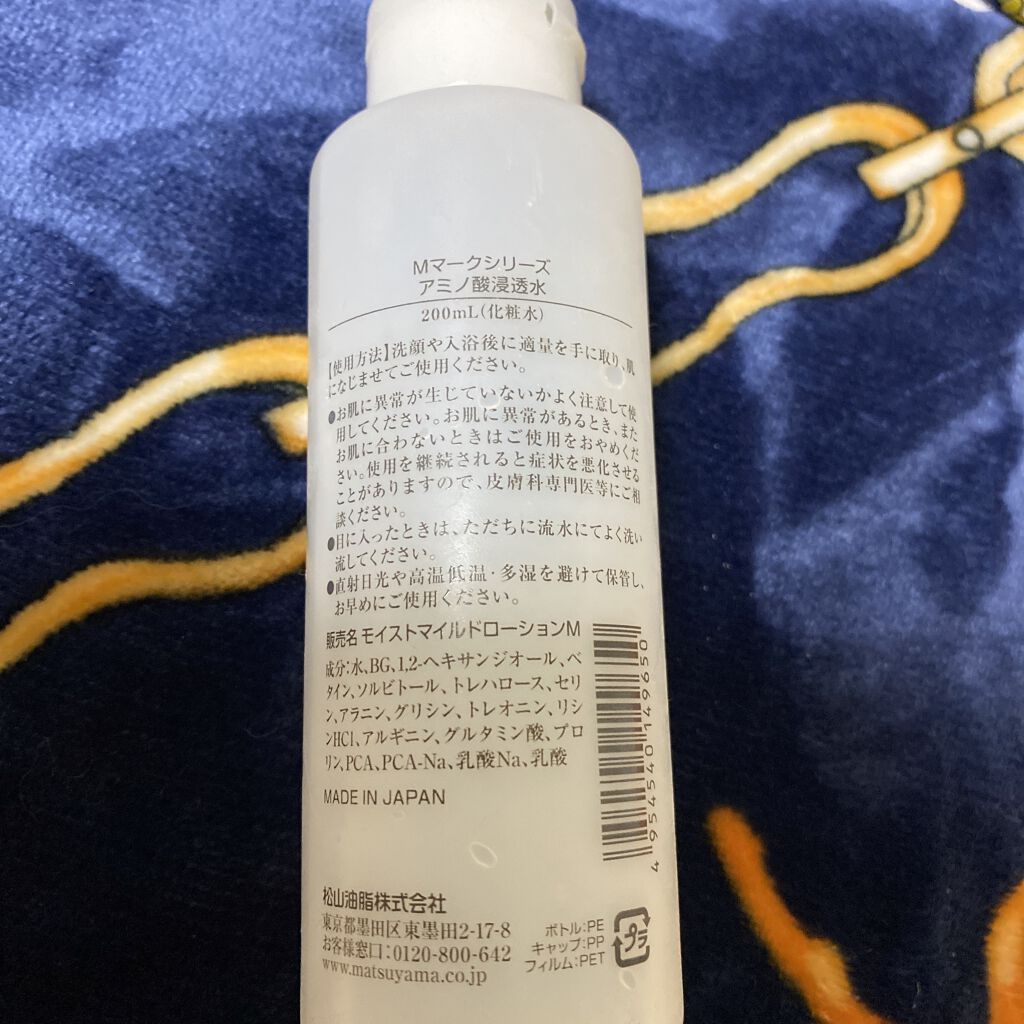 Mマークシリーズ
アミノ酸浸透水
200mL(化粧水)
【使用方法】洗顔や入浴後に適量を手に取り、肌
になじませてご使用ください。
●お肌に異常が生じていないかよく注意して使
用してください。お肌に異常があるとき、また
お肌に合わないときはご使用をおやめくだ
さい。使用を継続されると症状を悪化させる
ことがありますので、皮膚科専門医等にご相
談ください。
●目に入ったときは、ただちに流水にてよく洗い
流してください。
●直射日光や高温低温・多湿を避けて保管し、
お早めにご使用ください。
販売名 モイストマイルドローションM
成分:水、BG、1,2-ヘキサンジオール、ベ
タイン、ソルビトール、トレハロース、セリ
ン、アラニン、グリシン、トレオニン、リシ
ンHCl、アルギニン、グルタミン酸、プロ
リン、PCA、PCA-Na、乳酸Na、乳酸
MADE IN JAPAN
4954540149950
松山油脂株式会社
東京都墨田区東墨田2-17-8
お客様窓口:0120-800-642
www.matsuyama.co.jp
ボトル:PE
キャップ:PP
フィルム:PET
プラ